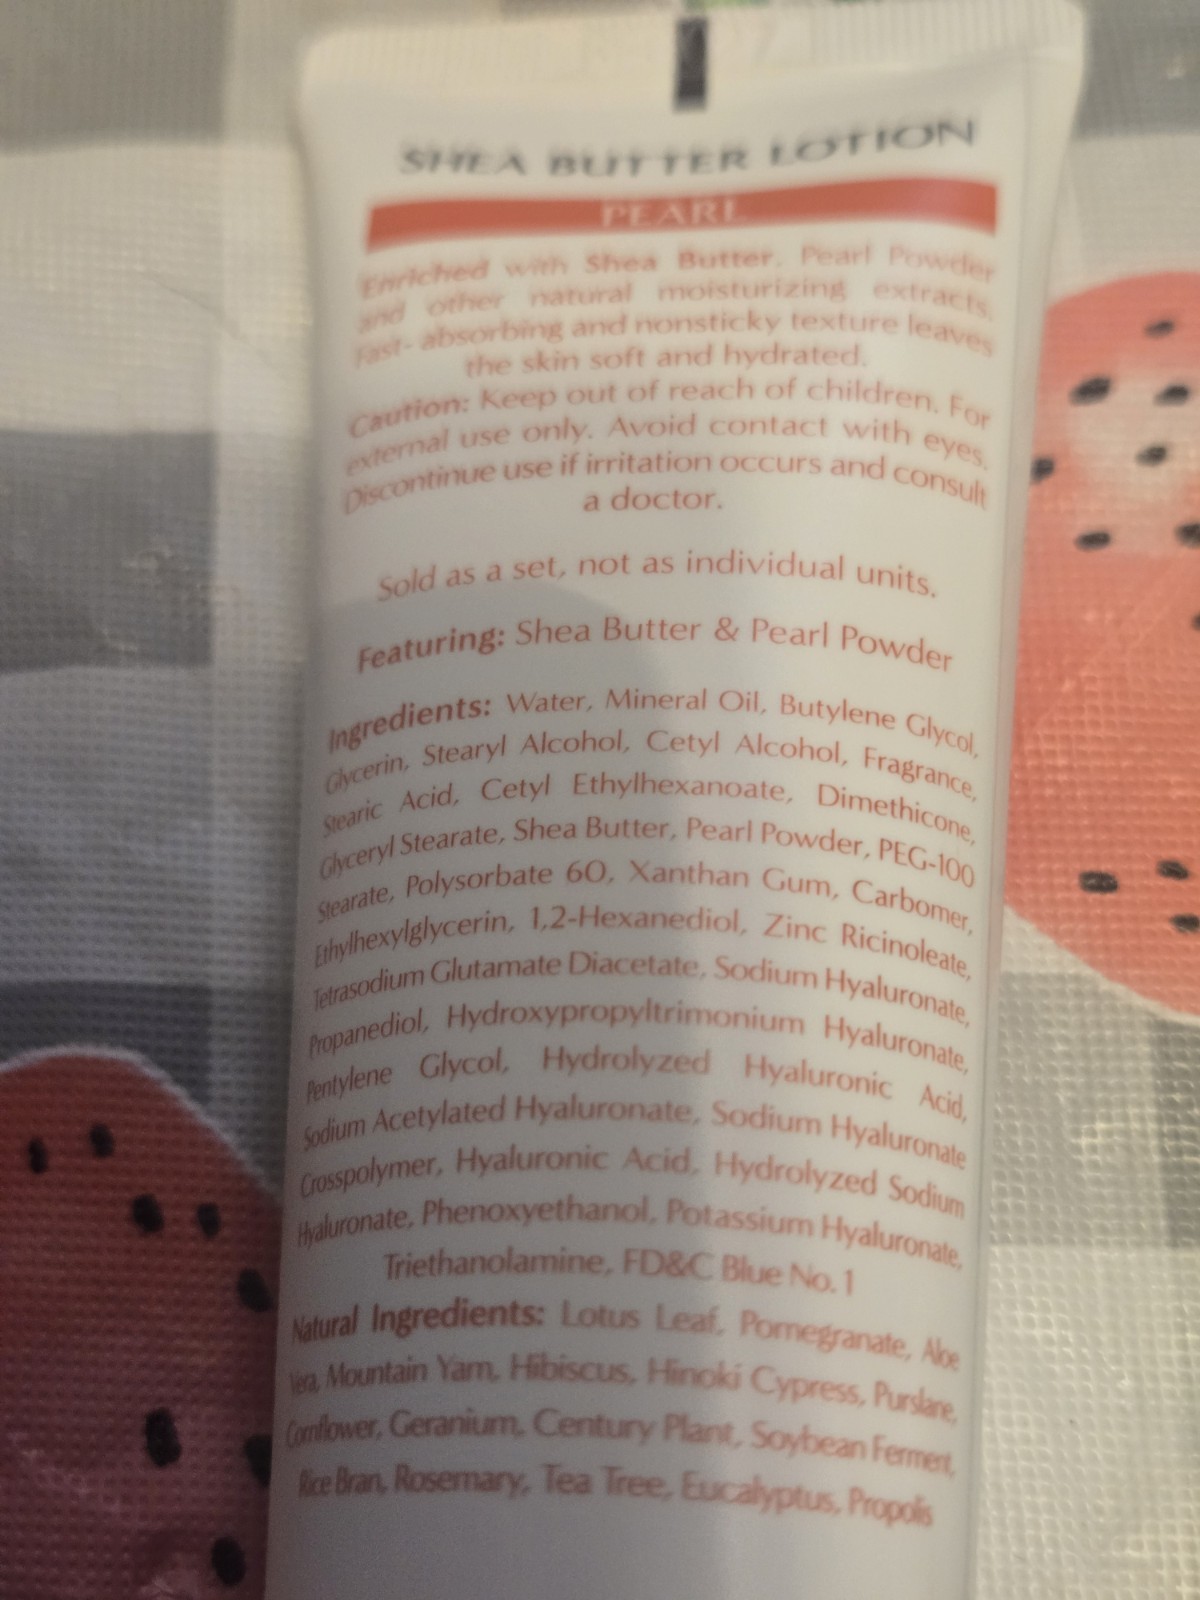 SHEA BUTTER LOTION
PEARL
Enriched with Shea Butter, Pearl Powder
and other natural moisturizing extracts.
Fast- absorbing and nonsticky texture leaves
the skin soft and hydrated.
Caution: Keep out of reach of children. For
external use only. Avoid contact with eyes.
Discontinue use if irritation occurs and consult
a doctor.
Sold as a set, not as individual units.
Featuring: Shea Butter & Pearl Powder
Ingredients: Water, Mineral Oil, Butylene Glycol,
Glycerin, Stearyl Alcohol, Cetyl Alcohol, Fragrance,
Stearic Acid, Cetyl Ethylhexanoate, Dimethicone,
Glyceryl Stearate, Shea Butter, Pearl Powder, PEG-100
Stearate, Polysorbate 60, Xanthan Gum, Carbomer,
Ethylhexylglycerin, 1,2-Hexanediol, Zinc Ricinoleate,
Tetrasodium Glutamate Diacetate, Sodium Hyaluronate,
Propanediol, Hydroxypropyltrimonium Hyaluronate,
Pentylene Glycol, Hydrolyzed Hyaluronic Acid,
Sodium Acetylated Hyaluronate, Sodium Hyaluronate
Crosspolymer, Hyaluronic Acid, Hydrolyzed Sodium
Hyaluronate, Phenoxyethanol, Potassium Hyaluronate,
Triethanolamine, FD&C Blue No. 1
Natural Ingredients: Lotus Leaf, Pomegranate, Aloe
Vera, Mountain Yam, Hibiscus, Hinoki Cypress, Purslane,
Cornflower, Geranium, Century Plant, Soybean Ferment,
Rice Bran, Rosemary, Tea Tree, Eucalyptus, Propolis